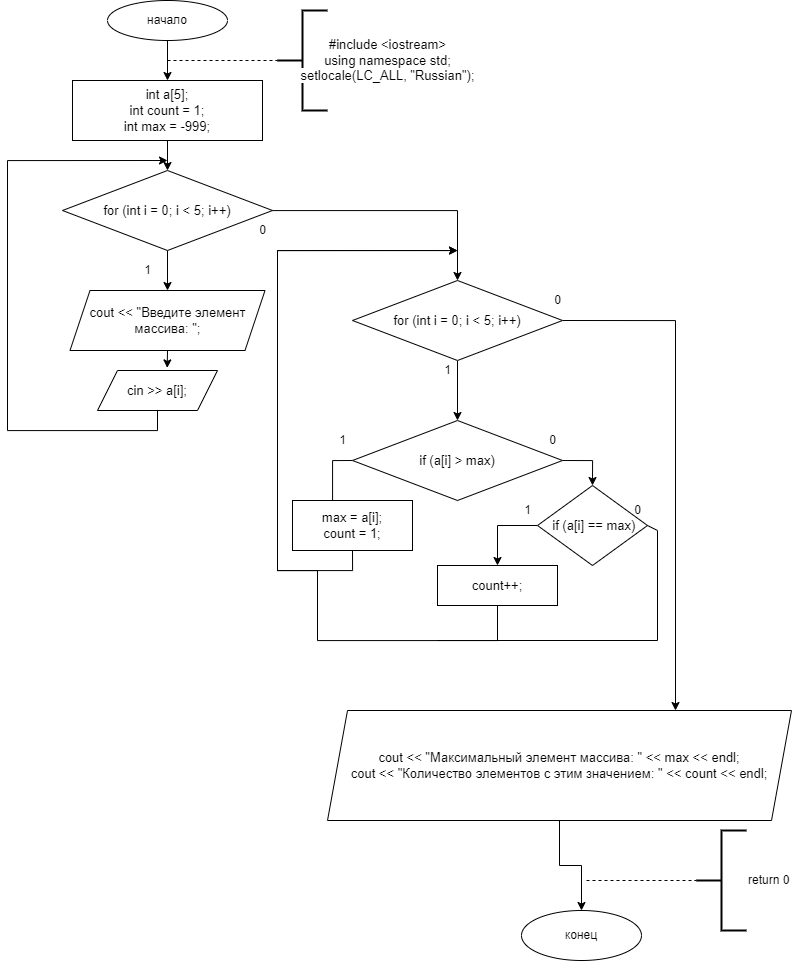 начало
#include <iostream>
using namespace std;
setlocale(LC_ALL, "Russian");
int a[5];
int count = 1;
int max = -999;
for (int i = 0; i < 5; i++)
0
1
cout << "Введите элемент
массива: ";
cin >> a[i];
for (int i = 0; i < 5; i++)
0
1
if (a[i] > max)
1
0
max = a[i];
count = 1;
if (a[i] == max)
1
0
count++;
cout << "Максимальный элемент массива: " << max << endl;
cout << "Количество элементов с этим значением: " << count << endl;
return 0
конец